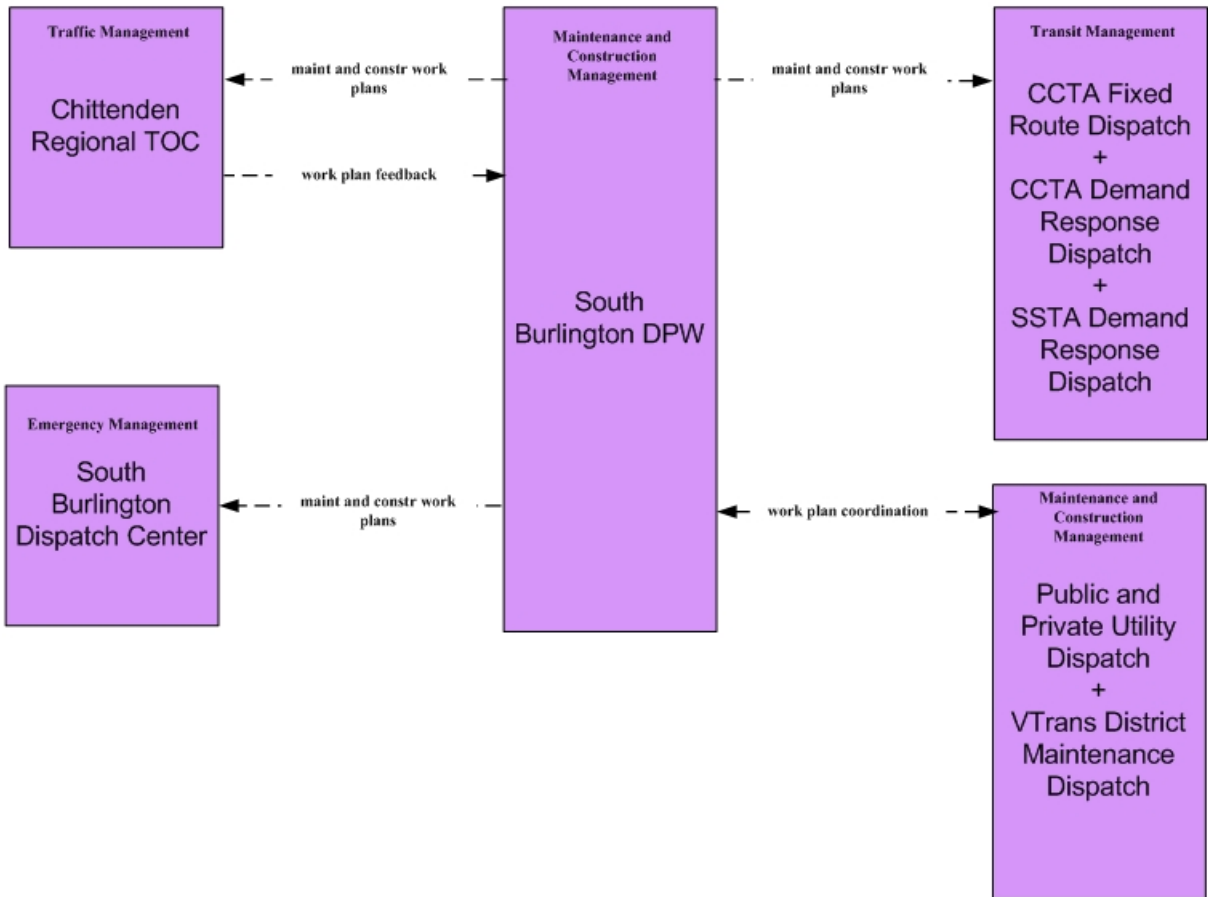 Traffic Management
Chittenden
Regional TOC
maint and constr work
plans
work plan feedback
Maintenance and
Construction
Management
South
Burlington DPW
maint and constr work
plans
Transit Management
CCTA Fixed
Route Dispatch
+
CCTA Demand
Response
Dispatch
+
SSTA Demand
Response
Dispatch
Emergency Management
South
Burlington
Dispatch Center
maint and constr work
plans
work plan coordination
Maintenance and
Construction
Management
Public and
Private Utility
Dispatch
+
VTrans District
Maintenance
Dispatch